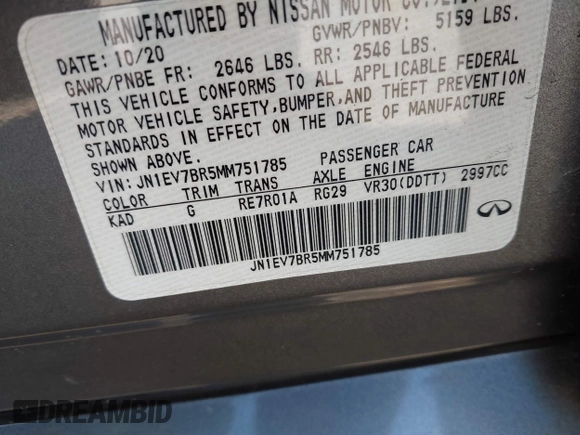 MANUFACTURED BY NISSAN MOTOR CO.
DATE: 10/20 GVWR/PNBV: 5159 LBS.
GAWR/PNBE FR: 2646 LBS. RR: 2546 LBS.
THIS VEHICLE CONFORMS TO ALL APPLICABLE FEDERAL
MOTOR VEHICLE SAFETY, BUMPER, AND THEFT PREVENTION
STANDARDS IN EFFECT ON THE DATE OF MANUFACTURE
SHOWN ABOVE.
VIN: JN1EV7BR5MM751785 PASSENGER CAR
COLOR TRIM TRANS AXLE ENGINE
KAD G RE7R01A RG29 VR30(DDTT) 2997CC
JN1EV7BR5MM751785
INFINITI
DREAMBID